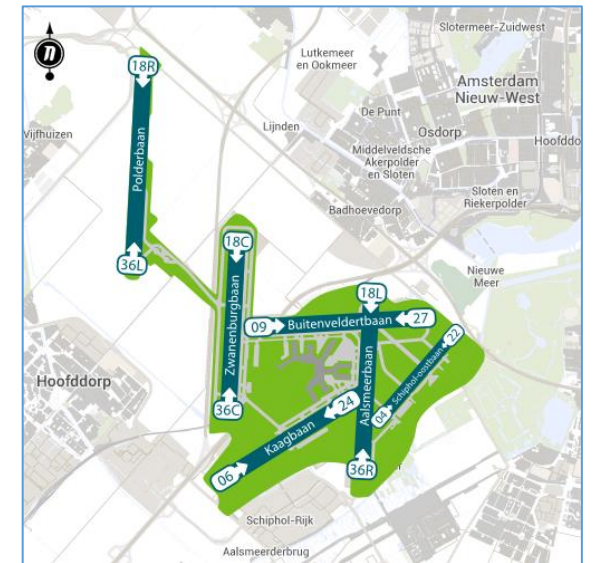 n
Slotermeer-Zuidwest
Lutkemeer
en Ookmeer
18R
Amsterdam
Nieuw-West
De Punt
Vijfhuizen
Lijnden
Osdorp
Hoofddo
Middelveldsche
Akerpolder
en Sloten
Polderbaan
Sloten en
Riekerpolder
Badhoevedorp
18C
36L
Nieuwe
Meer
18L
09
Buitenveldertbaan
27
22
Zwanenburgbaan
Aalsmeerbaan
Schiphol-oostbaan
Hoofddorp
24
04
36C
Kaagbaan
06
36R
Schiphol-Rijk
Aalsmeerderbrug